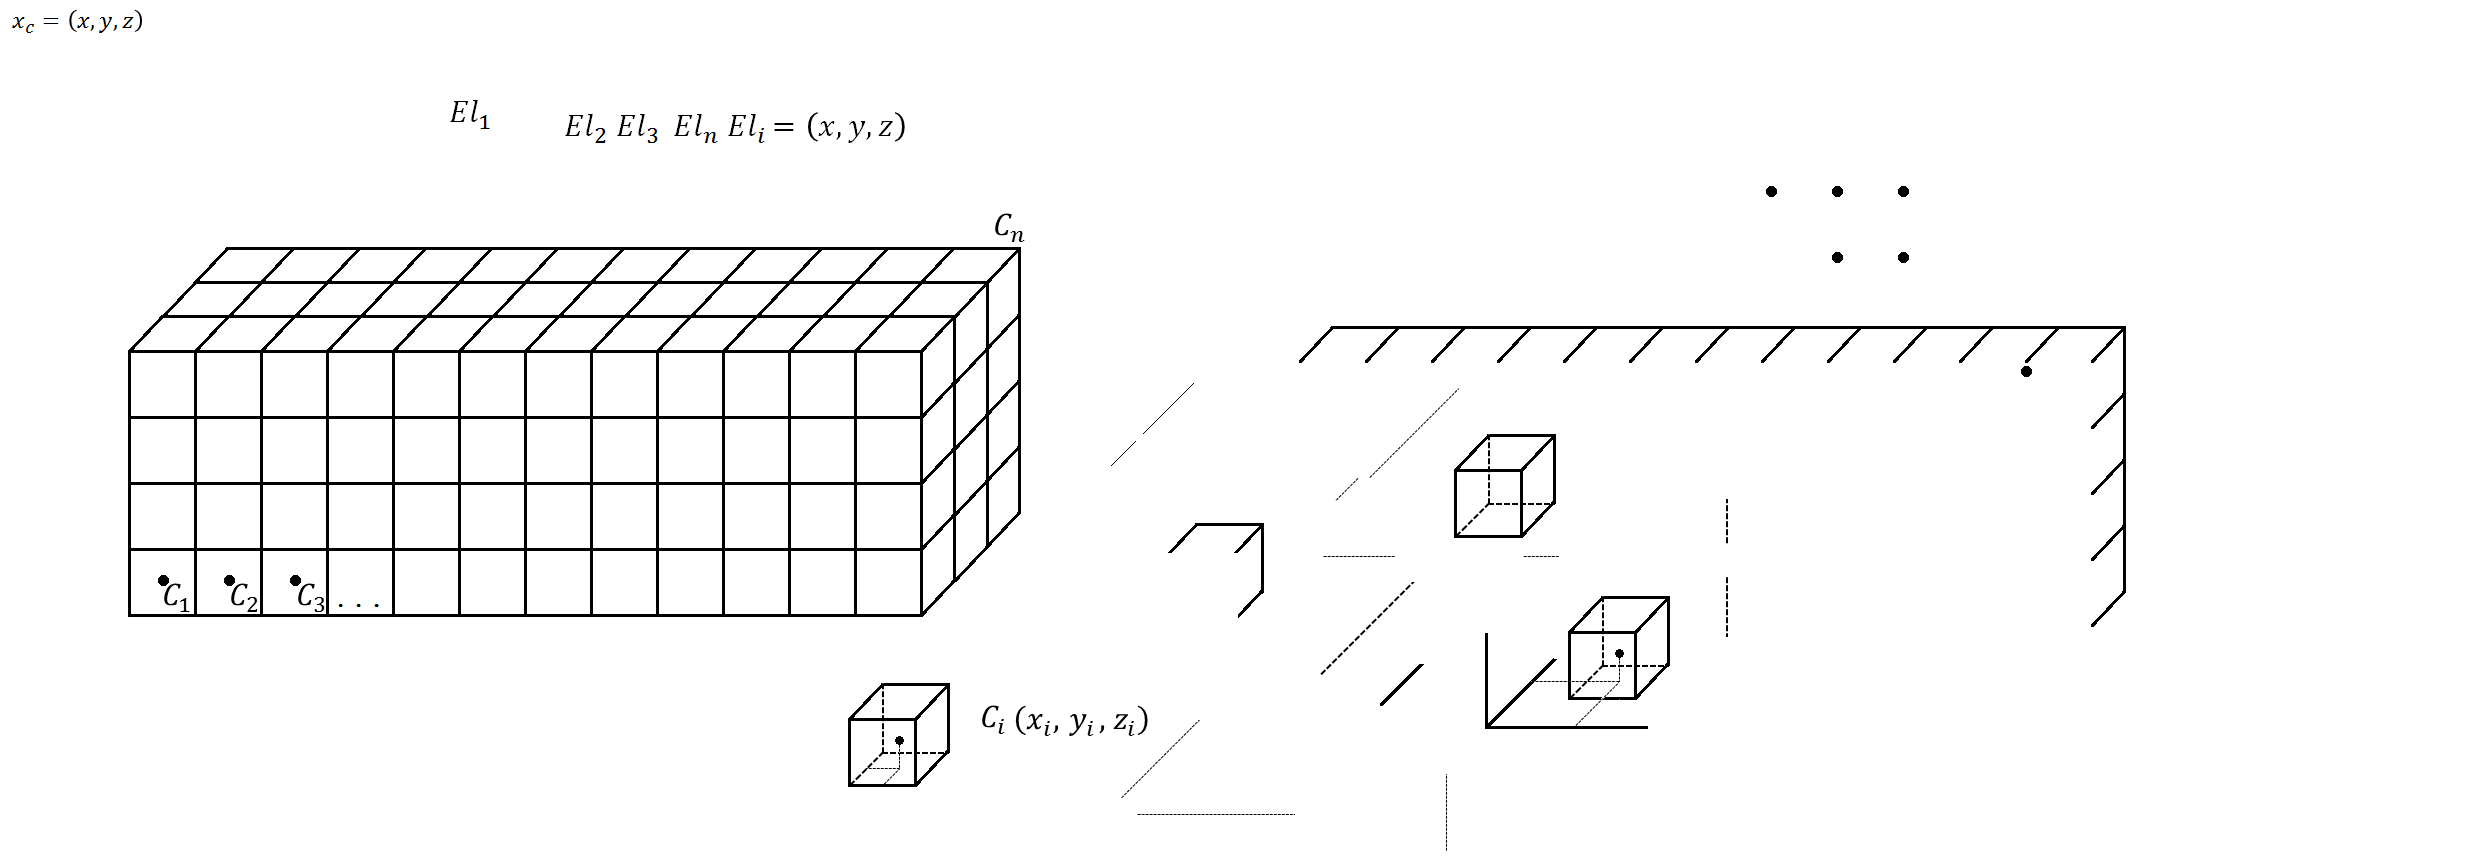 x_c = (x, y, z)
El_1
El_2 El_3 El_n El_i = (x, y, z)
C_n
C_1 C_2 C_3 . . .
C_i (x_i, y_i, z_i)